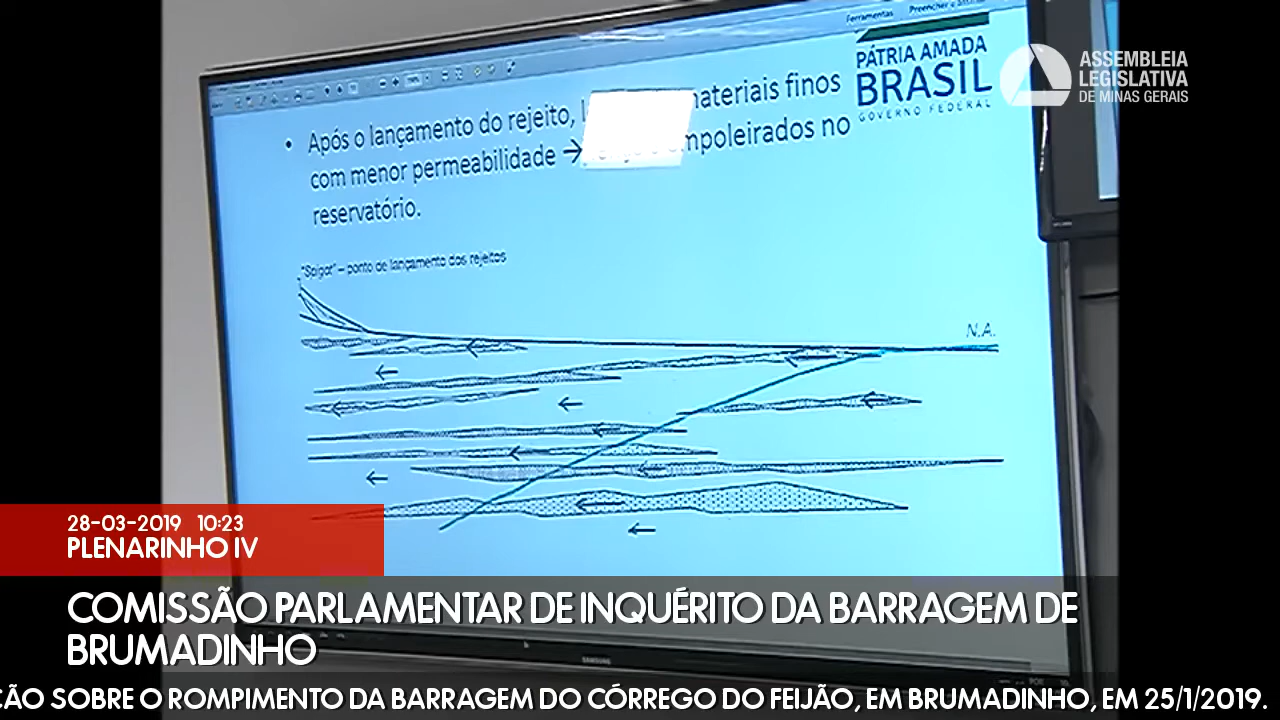 Ferramentas
PÁTRIA AMADA
BRASIL
GOVERNO FEDERAL
ASSEMBLEIA
LEGISLATIVA
DE MINAS GERAIS
• Após o lançamento do rejeito, materiais finos
com menor permeabilidade → empoleirados no
reservatório.
"Spigot" – ponto de lançamento dos rejeitos
N.A.
28-03-2019 10:23
PLENARINHO IV
COMISSÃO PARLAMENTAR DE INQUÉRITO DA BARRAGEM DE
BRUMADINHO
SAMSUNG
ÇÃO SOBRE O ROMPIMENTO DA BARRAGEM DO CÓRREGO DO FEIJÃO, EM BRUMADINHO, EM 25/1/2019.